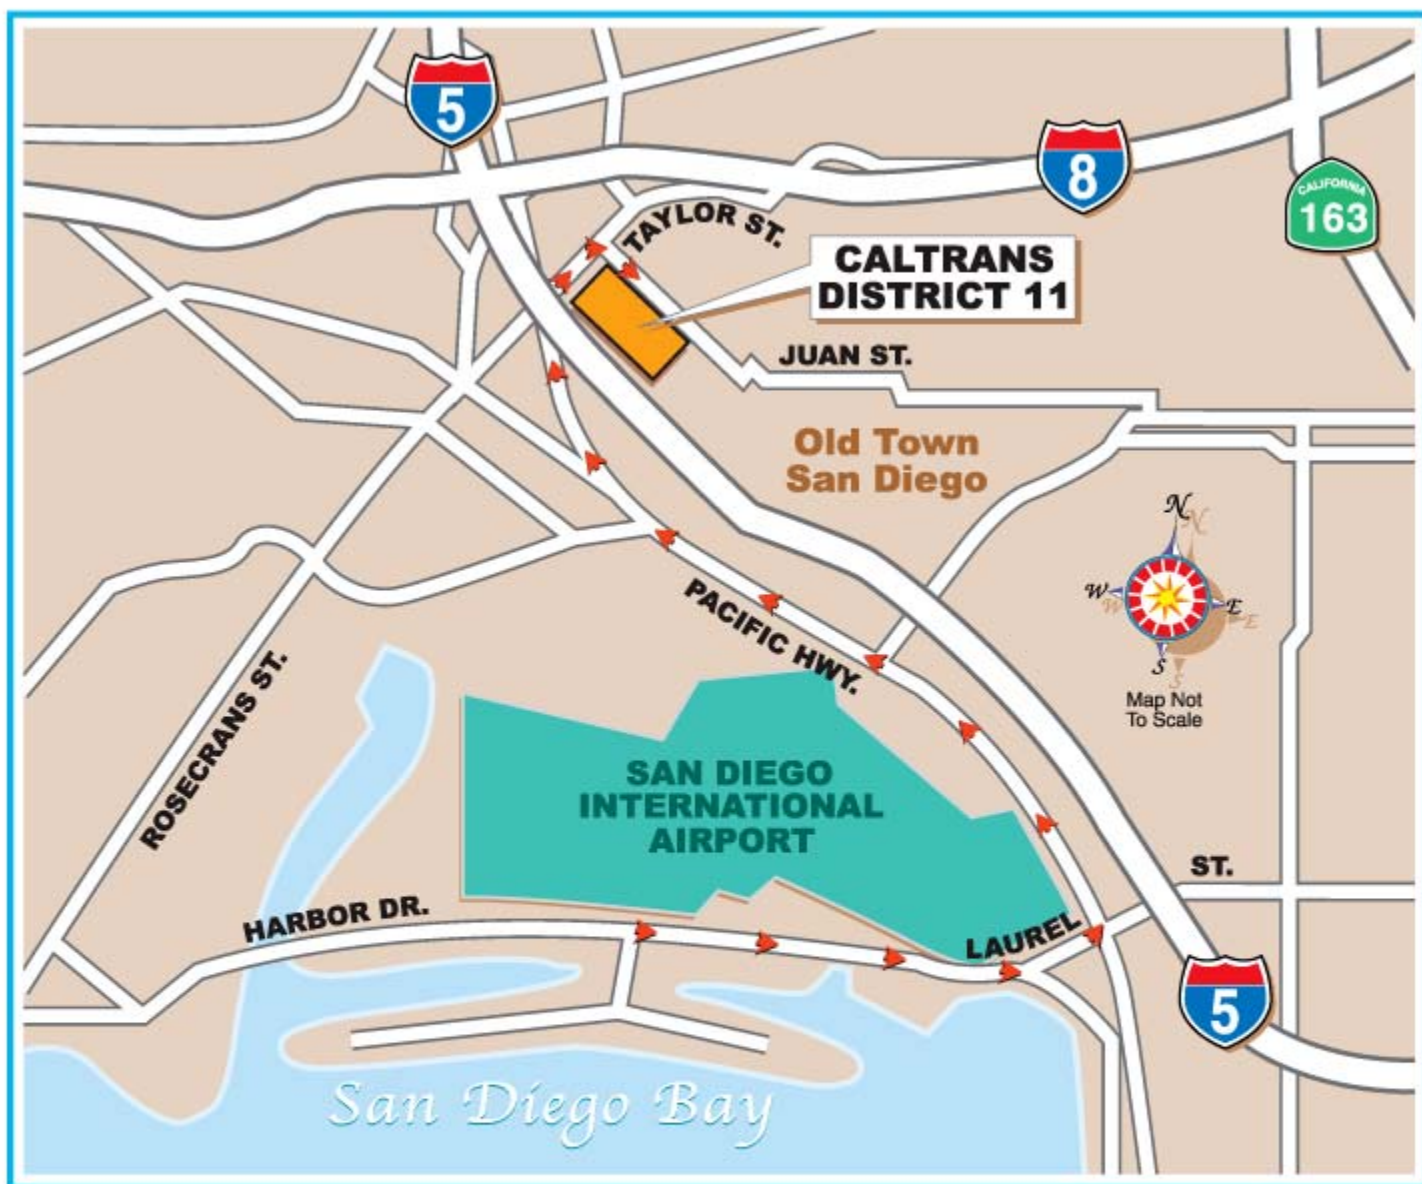 5
8
CALIFORNIA
163
TAYLOR ST.
CALTRANS
DISTRICT 11
JUAN ST.
Old Town
San Diego
N
W
E
S
Map Not
To Scale
PACIFIC HWY.
ROSECRANS ST.
SAN DIEGO
INTERNATIONAL
AIRPORT
HARBOR DR.
LAUREL ST.
5
San Diego Bay